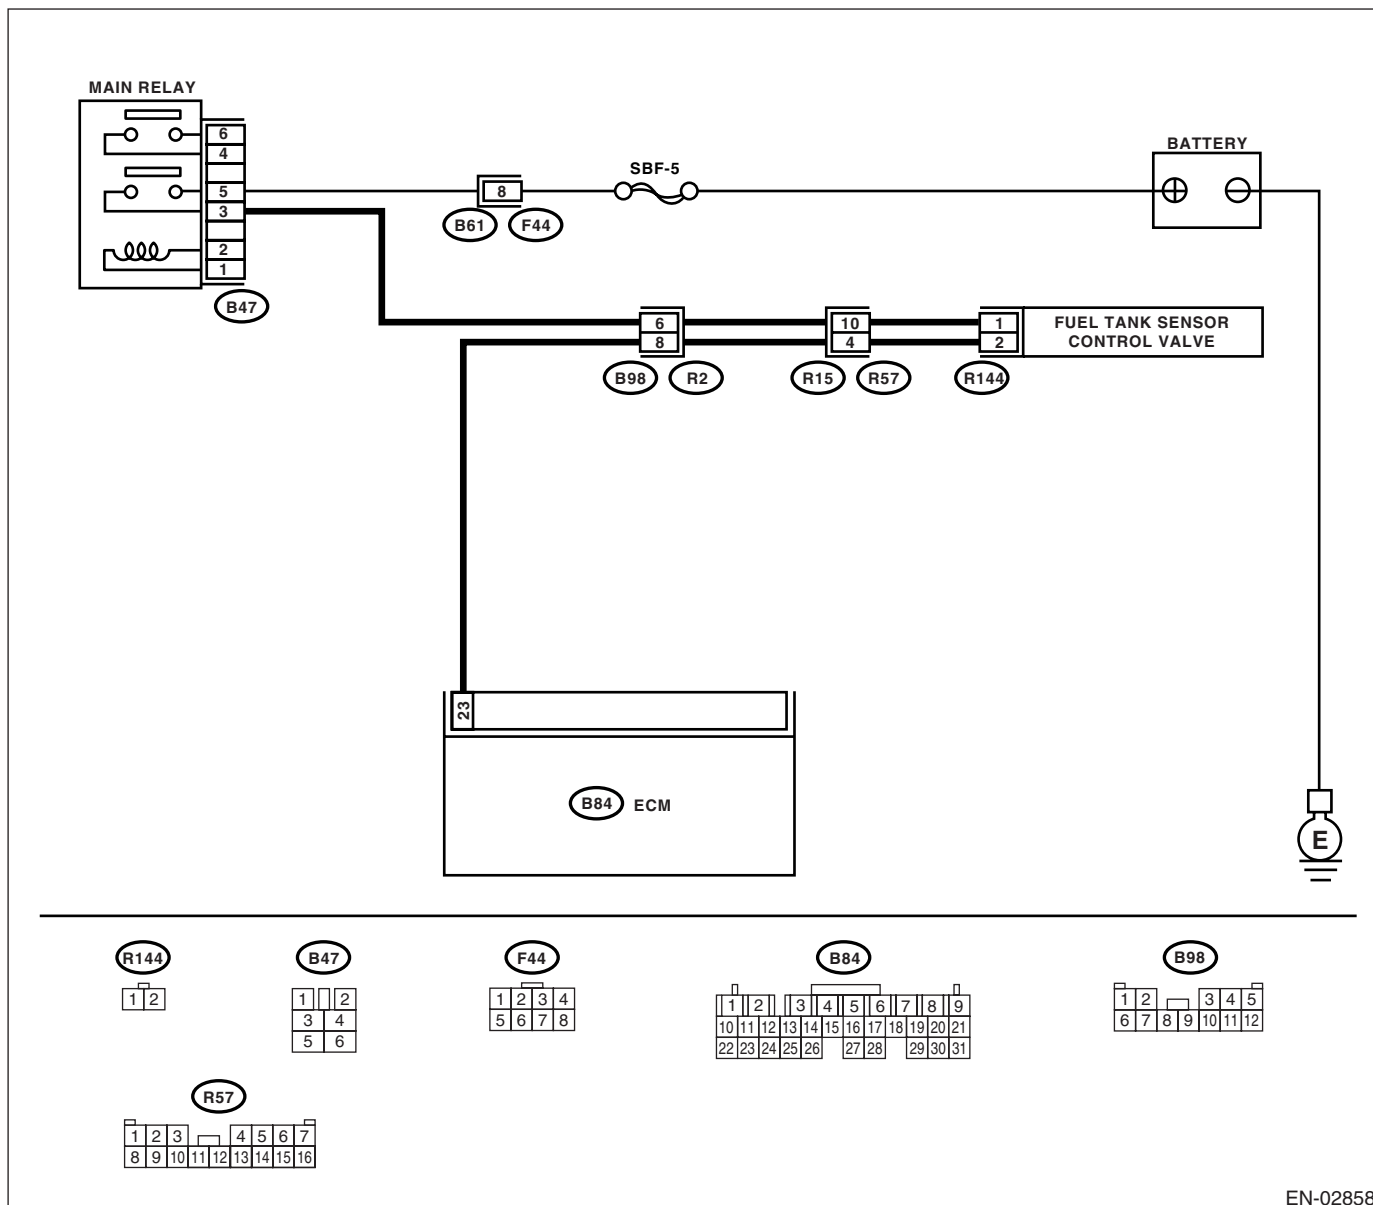 MAIN RELAY
6
4
5
3
2
1
B47
8
B61 F44
SBF-5
BATTERY
6
8
B98 R2
10
4
R15 R57
1
2
R144
FUEL TANK SENSOR
CONTROL VALVE
23
B84 ECM
E
R144
1 2
B47
1 2
3 4
5 6
F44
1 2 3 4
5 6 7 8
B84
1 2 3 4 5 6 7 8 9
10 11 12 13 14 15 16 17 18 19 20 21
22 23 24 25 26 27 28 29 30 31
B98
1 2 3 4 5
6 7 8 9 10 11 12
R57
1 2 3 4 5 6 7
8 9 10 11 12 13 14 15 16
EN-02858